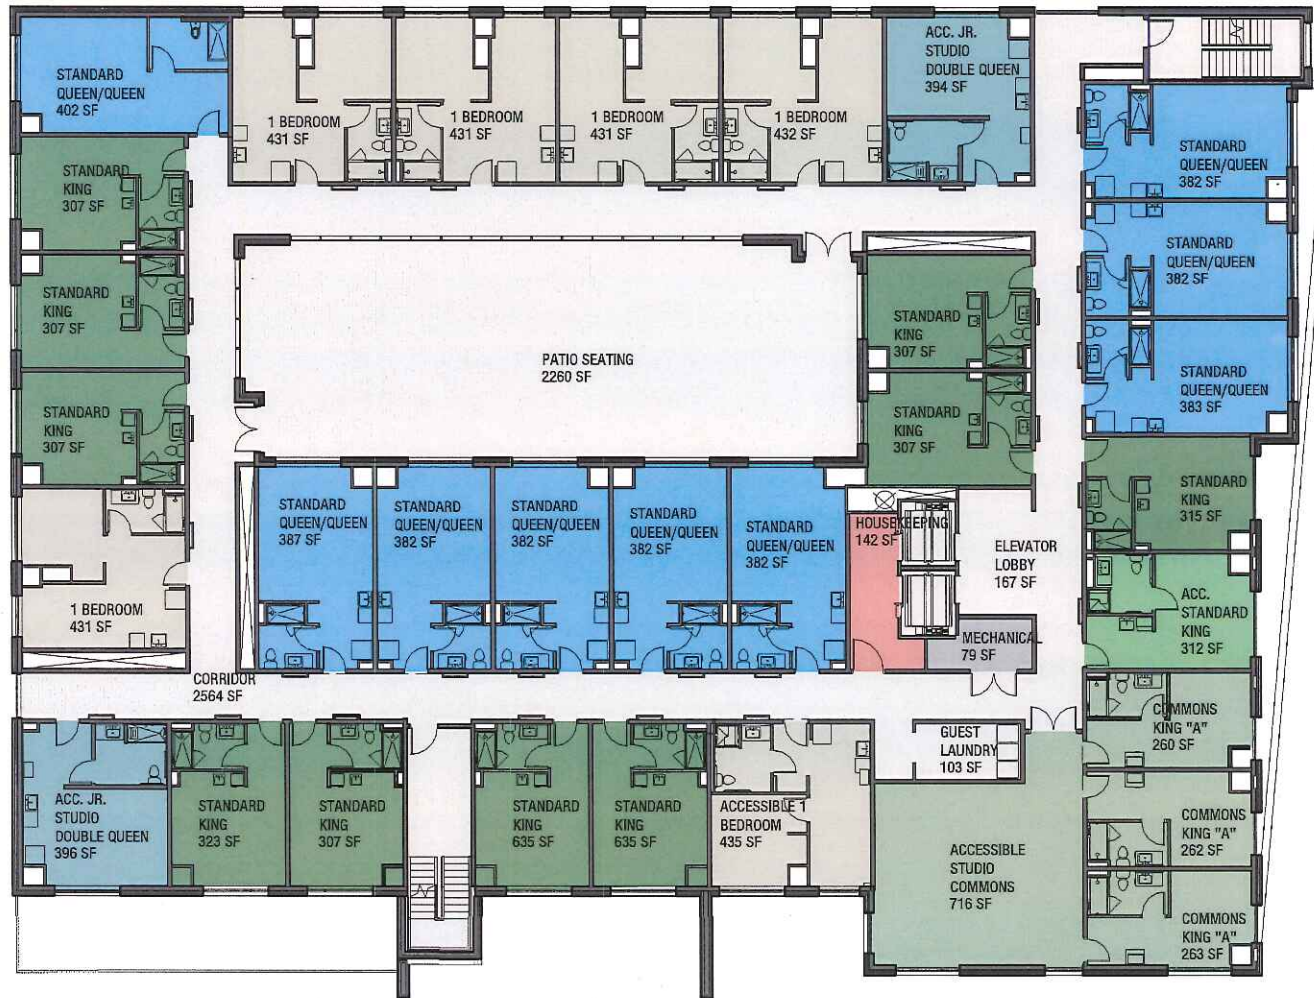 STANDARD
QUEEN/QUEEN
402 SF
1 BEDROOM
431 SF
1 BEDROOM
431 SF
1 BEDROOM
431 SF
1 BEDROOM
432 SF
ACC. JR.
STUDIO
DOUBLE QUEEN
394 SF
STANDARD
QUEEN/QUEEN
382 SF
STANDARD
KING
307 SF
STANDARD
QUEEN/QUEEN
382 SF
STANDARD
KING
307 SF
PATIO SEATING
2260 SF
STANDARD
KING
307 SF
STANDARD
QUEEN/QUEEN
383 SF
STANDARD
KING
307 SF
STANDARD
KING
307 SF
STANDARD
KING
315 SF
STANDARD
QUEEN/QUEEN
387 SF
STANDARD
QUEEN/QUEEN
382 SF
STANDARD
QUEEN/QUEEN
382 SF
STANDARD
QUEEN/QUEEN
382 SF
STANDARD
QUEEN/QUEEN
382 SF
HOUSEKEEPING
142 SF
ELEVATOR
LOBBY
167 SF
ACC.
STANDARD
KING
312 SF
1 BEDROOM
431 SF
MECHANICAL
79 SF
CORRIDOR
2564 SF
COMMONS
KING "A"
260 SF
GUEST
LAUNDRY
103 SF
ACC. JR.
STUDIO
DOUBLE QUEEN
396 SF
STANDARD
KING
323 SF
STANDARD
KING
307 SF
STANDARD
KING
635 SF
STANDARD
KING
635 SF
ACCESSIBLE 1
BEDROOM
435 SF
COMMONS
KING "A"
262 SF
ACCESSIBLE
STUDIO
COMMONS
716 SF
COMMONS
KING "A"
263 SF